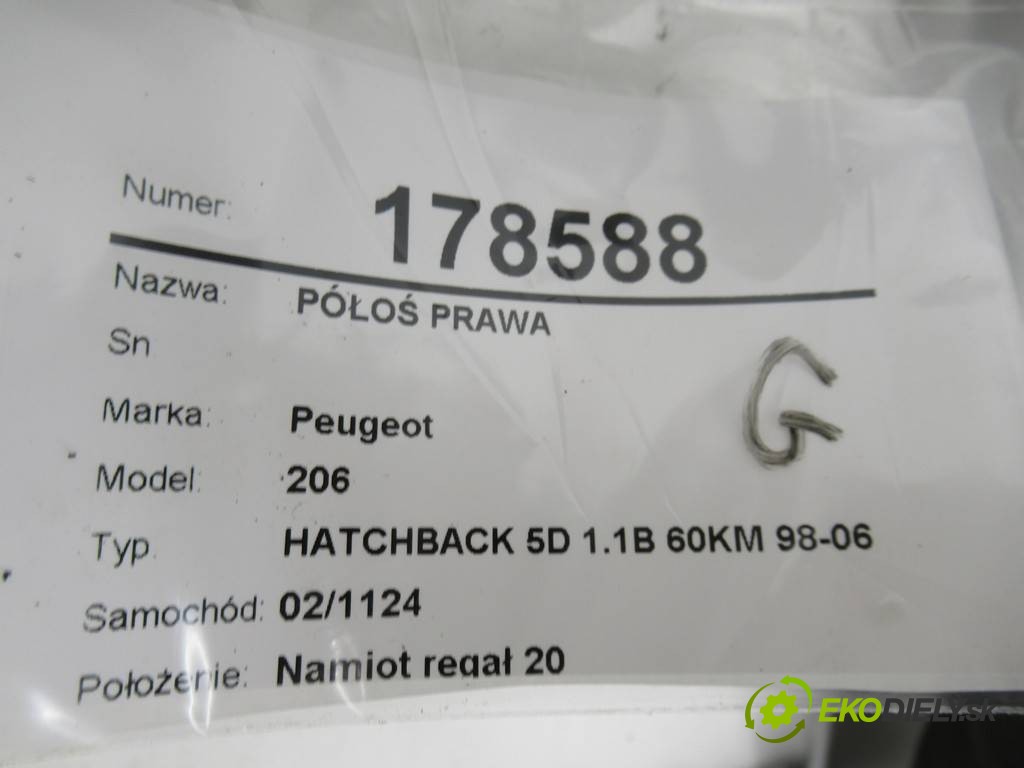 Numer: 178588
Nazwa: PÓŁOŚ PRAWA
Sn
G
Marka: Peugeot
Model: 206
Typ. HATCHBACK 5D 1.1B 60KM 98-06
Samochód: 02/1124
Położenie: Namiot regał 20
EKODIELY.sk